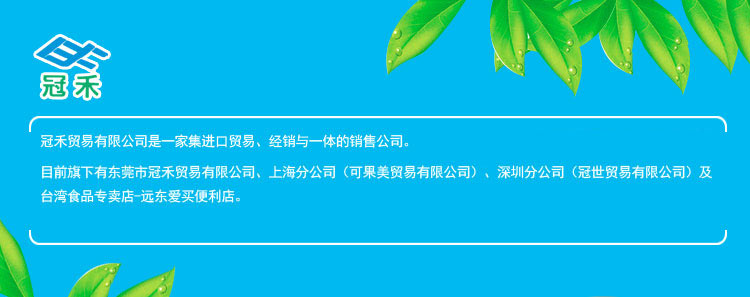 冠禾
冠禾贸易有限公司是一家集进口贸易、经销与一体的销售公司。
目前旗下有东莞市冠禾贸易有限公司、上海分公司（可果美贸易有限公司）、深圳分公司（冠世贸易有限公司）及
台湾食品专卖店-远东爱买便利店。